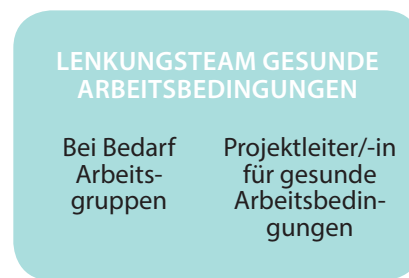 LENKUNGSTEAM GESUNDE
ARBEITSBEDINGUNGEN
Bei Bedarf
Arbeits-
gruppen
Projektleiter/-in
für gesunde
Arbeitsbedin-
gungen